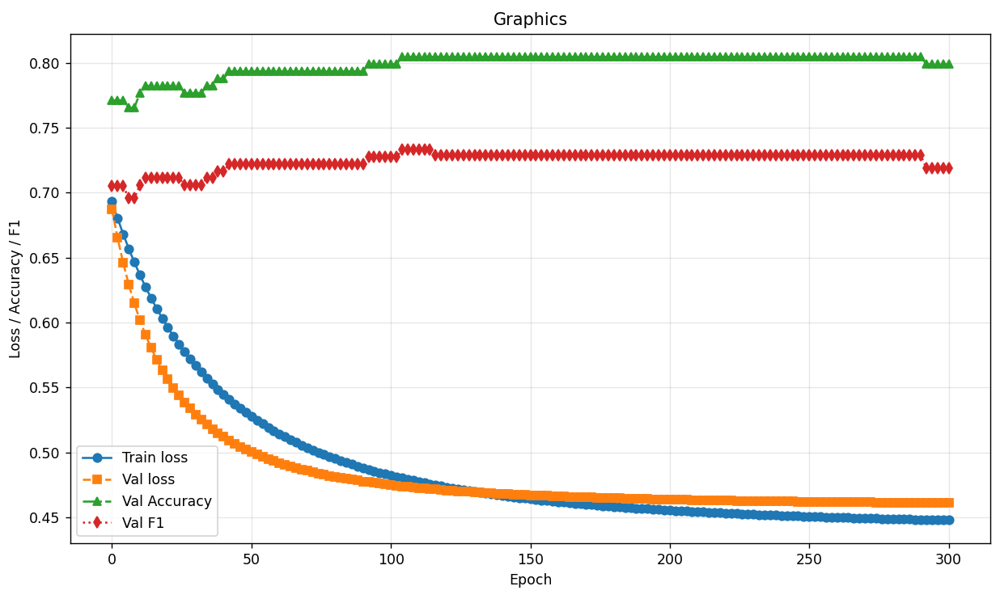 Graphics
Loss / Accuracy / F1
0.80
0.75
0.70
0.65
0.60
0.55
0.50
0.45
Train loss
Val loss
Val Accuracy
Val F1
0 50 100 150 200 250 300
Epoch